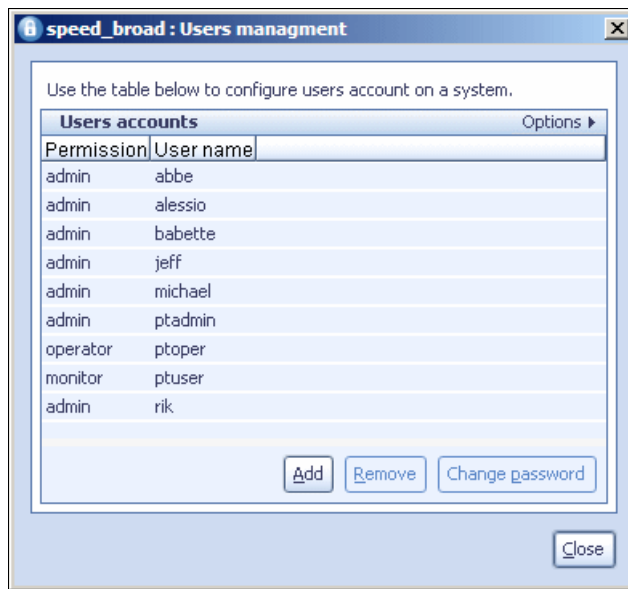 speed_broad : Users managment
Use the table below to configure users account on a system.
Users accounts Options
Permission User name
admin abbe
admin alessio
admin babette
admin jeff
admin michael
admin ptadmin
operator ptoper
monitor ptuser
admin rik
Add Remove Change password
Close